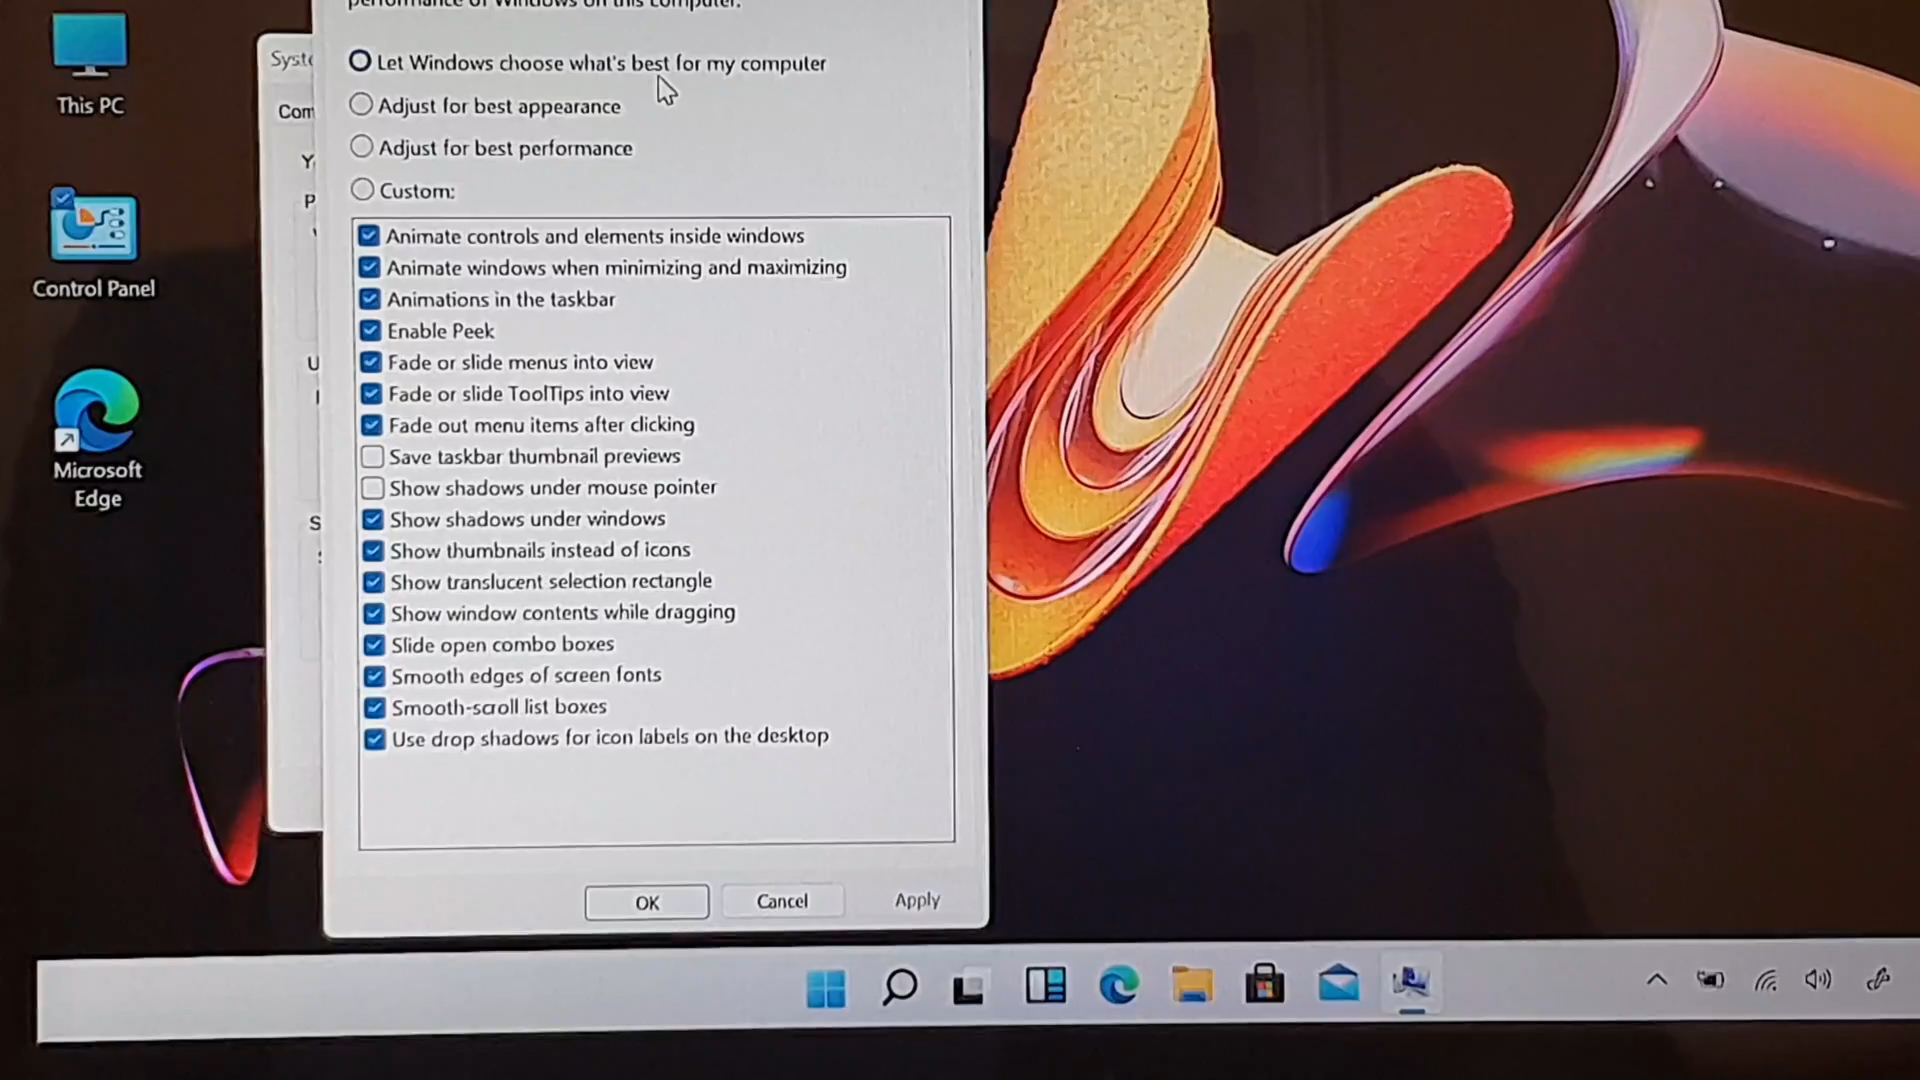 performance of Windows on this computer.
This PC
Syste
Let Windows choose what's best for my computer
Com
Adjust for best appearance
Adjust for best performance
Custom:
Control Panel
Animate controls and elements inside windows
Animate windows when minimizing and maximizing
Animations in the taskbar
Enable Peek
Fade or slide menus into view
Fade or slide ToolTips into view
Fade out menu items after clicking
Save taskbar thumbnail previews
Show shadows under mouse pointer
Show shadows under windows
Show thumbnails instead of icons
Show translucent selection rectangle
Show window contents while dragging
Slide open combo boxes
Smooth edges of screen fonts
Smooth-scroll list boxes
Use drop shadows for icon labels on the desktop
Microsoft
Edge
OK
Cancel
Apply